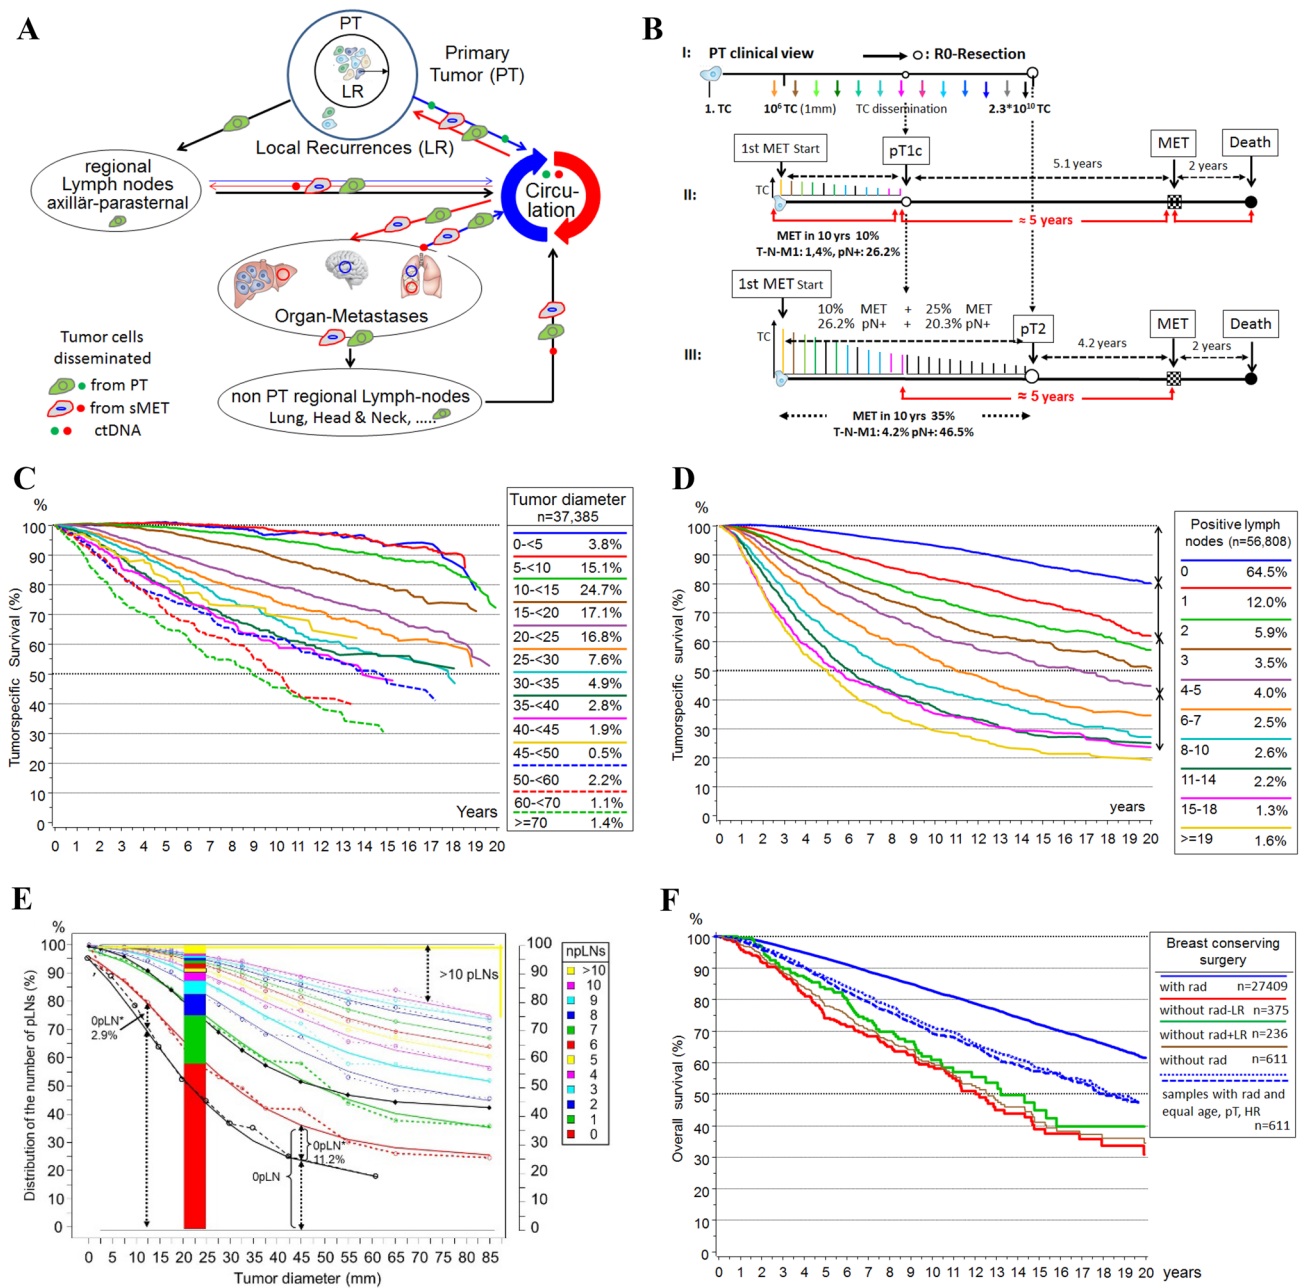 A
PT
LR
Primary
Tumor (PT)
Local Recurrences (LR)
regional
Lymph nodes
axillär-parasternal
Circu-
lation
Organ-Metastases
Tumor cells
disseminated
from PT
from sMET
ctDNA
non PT regional Lymph-nodes
Lung, Head & Neck, .....
B
I: PT clinical view
: R0-Resection
1. TC
10⁶ TC (1mm)
TC dissemination
2.3*10¹⁰ TC
1st MET Start
pT1c
5.1 years
MET
2 years
Death
TC
II:
≈ 5 years
MET in 10 yrs 10%
T-N-M1: 1,4%, pN+: 26.2%
1st MET Start
10% MET + 25% MET
26.2% pN+ + 20.3% pN+
pT2
4.2 years
MET
2 years
Death
TC
III:
≈ 5 years
MET in 10 yrs 35%
T-N-M1: 4.2% pN+: 46.5%
C
%
100
90
80
70
60
50
40
30
20
10
0
Tumorspecific Survival (%)
Years
0 1 2 3 4 5 6 7 8 9 10 11 12 13 14 15 16 17 18 19 20
Tumor diameter
n=37,385
0-<5 3.8%
5-<10 15.1%
10-<15 24.7%
15-<20 17.1%
20-<25 16.8%
25-<30 7.6%
30-<35 4.9%
35-<40 2.8%
40-<45 1.9%
45-<50 0.5%
50-<60 2.2%
60-<70 1.1%
>=70 1.4%
D
%
100
90
80
70
60
50
40
30
20
10
0
Tumorspecific survival (%)
years
0 1 2 3 4 5 6 7 8 9 10 11 12 13 14 15 16 17 18 19 20
Positive lymph
nodes (n=56,808)
0 64.5%
1 12.0%
2 5.9%
3 3.5%
4-5 4.0%
6-7 2.5%
8-10 2.6%
11-14 2.2%
15-18 1.3%
>=19 1.6%
E
%
100
90
80
70
60
50
40
30
20
10
0
Distribution of the number of pLNs (%)
0pLN*
2.9%
0pLN
0pLN*
11.2%
>10 pLNs
100
90
80
70
60
50
40
30
20
10
0
0 5 10 15 20 25 30 35 40 45 50 55 65 75 85
Tumor diameter (mm)
npLNs
>10
10
9
8
7
6
5
4
3
2
1
0
F
%
100
90
80
70
60
50
40
30
20
10
0
Overall survival (%)
0 1 2 3 4 5 6 7 8 9 10 11 12 13 14 15 16 17 18 19 20 years
Breast conserving
surgery
with rad n=27409
without rad-LR n=375
without rad+LR n=236
without rad n=611
samples with rad and
equal age, pT, HR
n=611